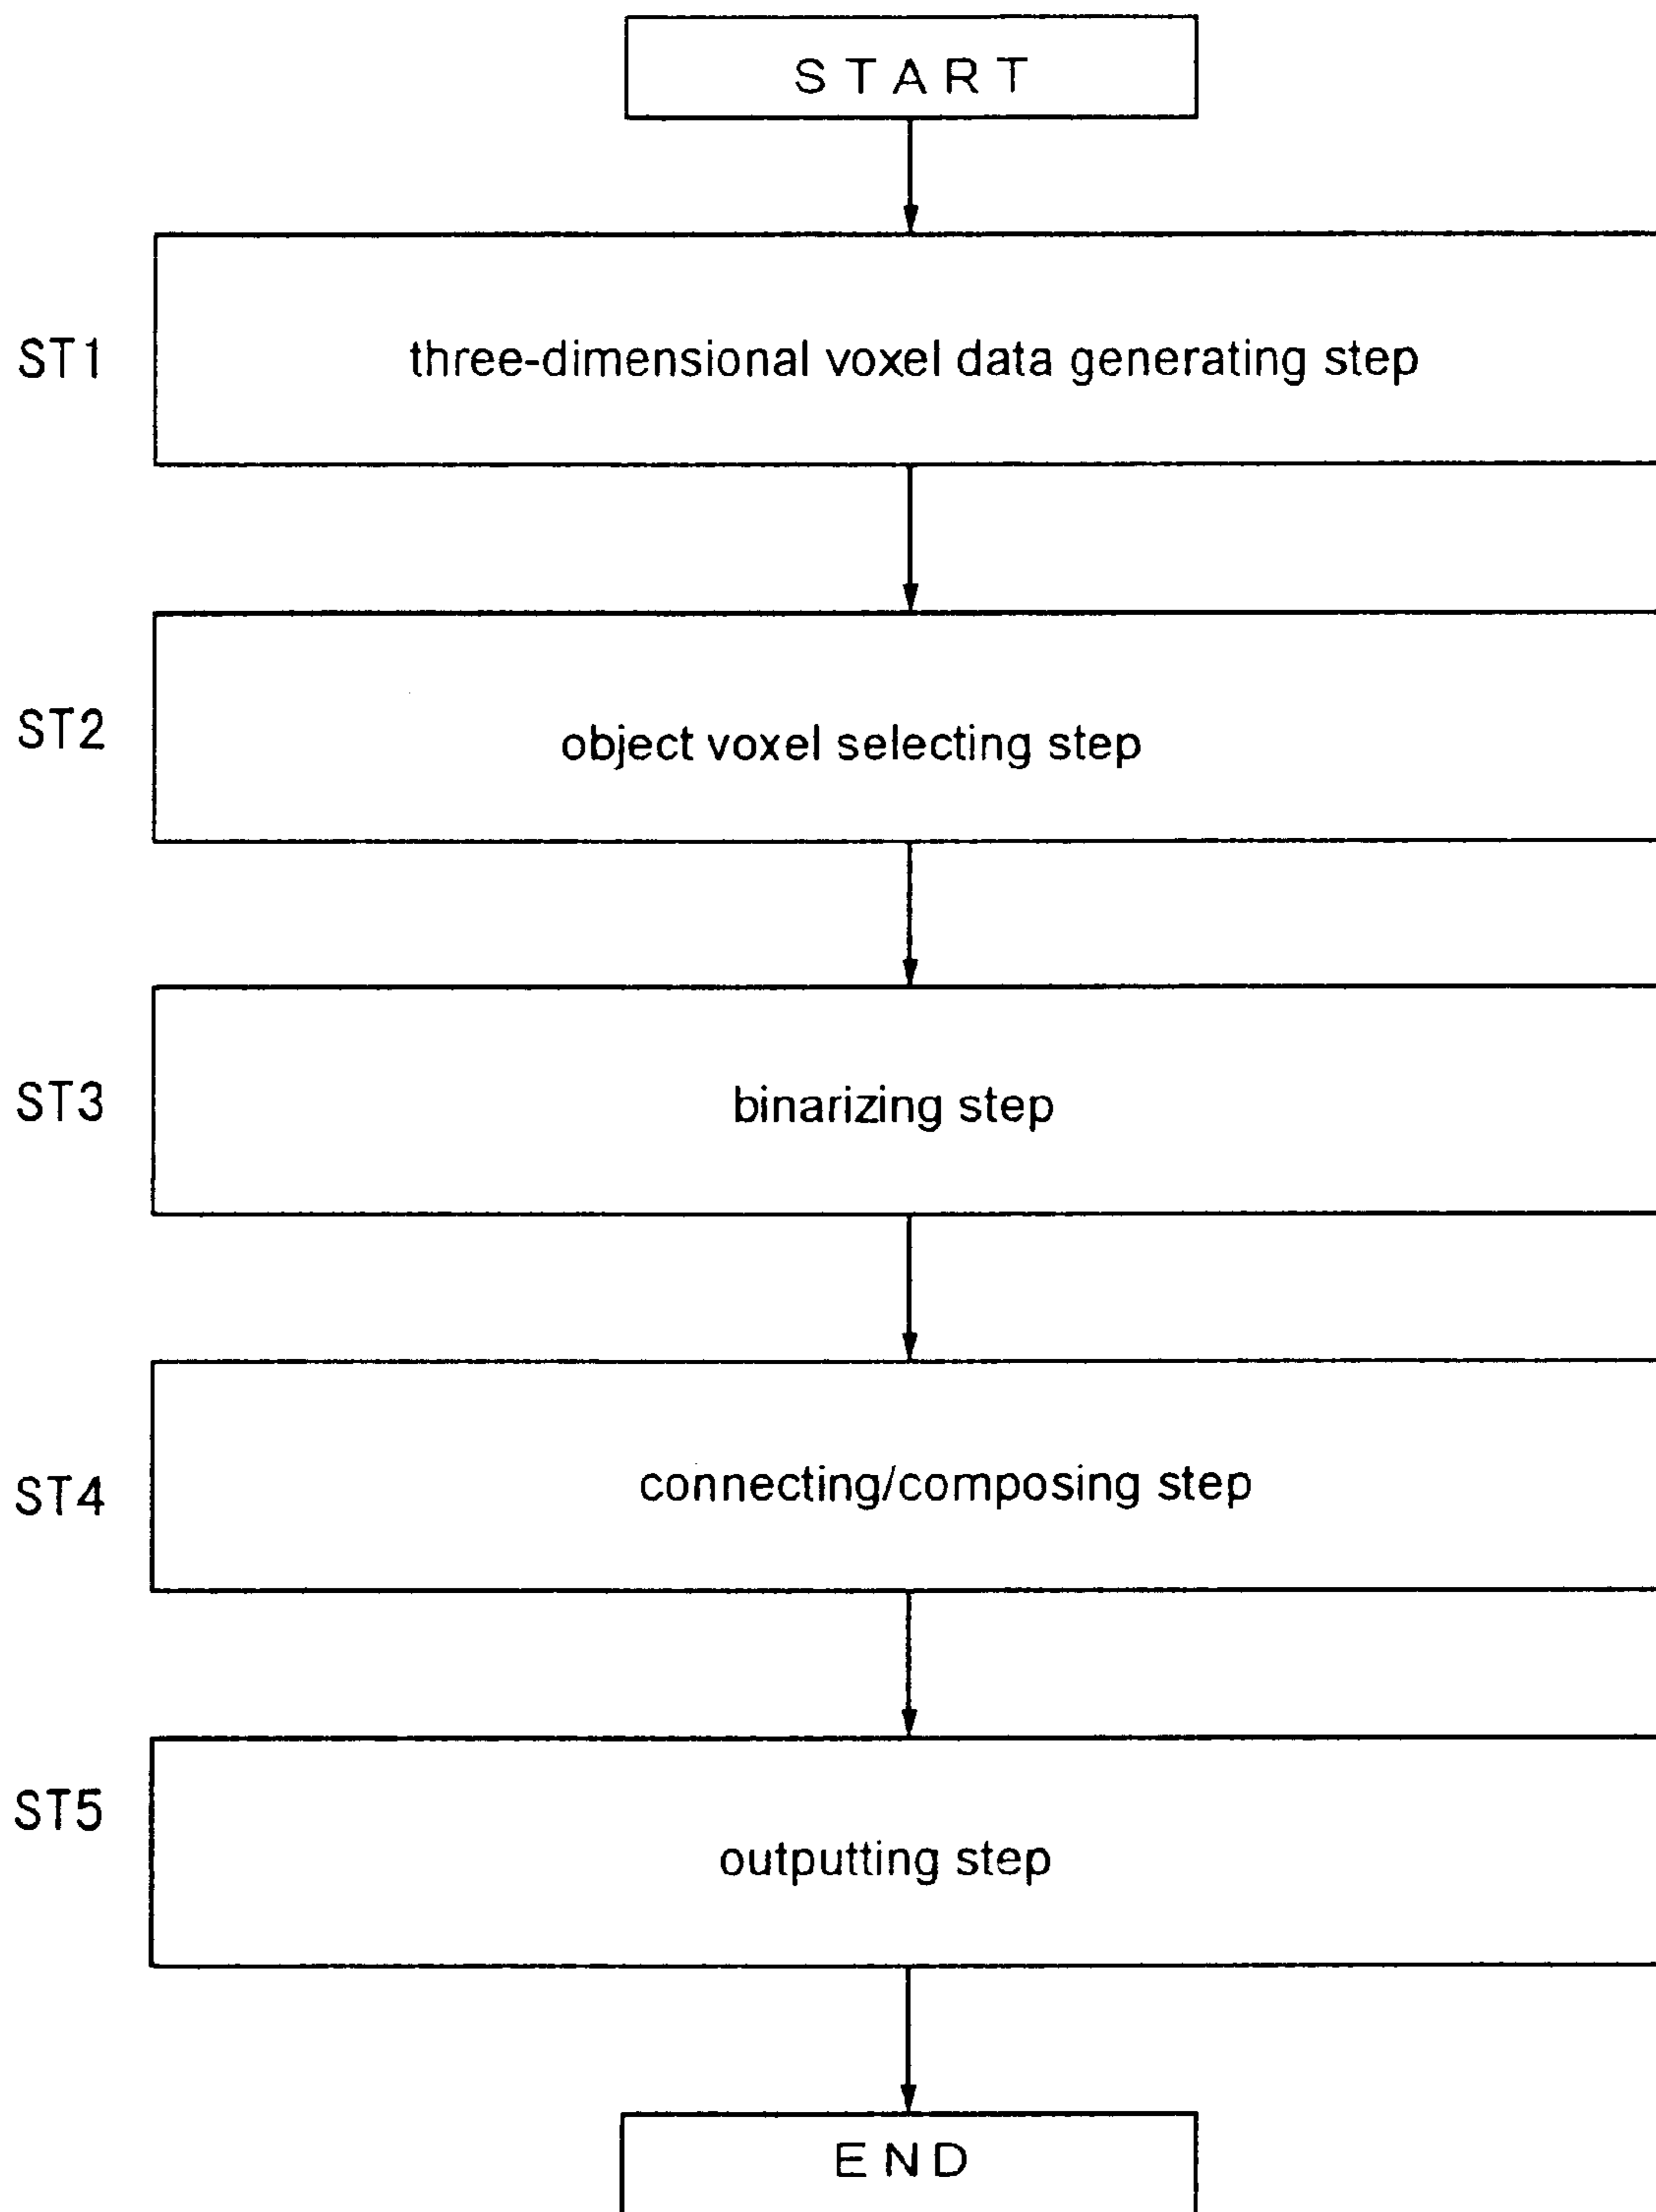 START
ST1
three-dimensional voxel data generating step
ST2
object voxel selecting step
ST3
binarizing step
ST4
connecting/composing step
ST5
outputting step
END